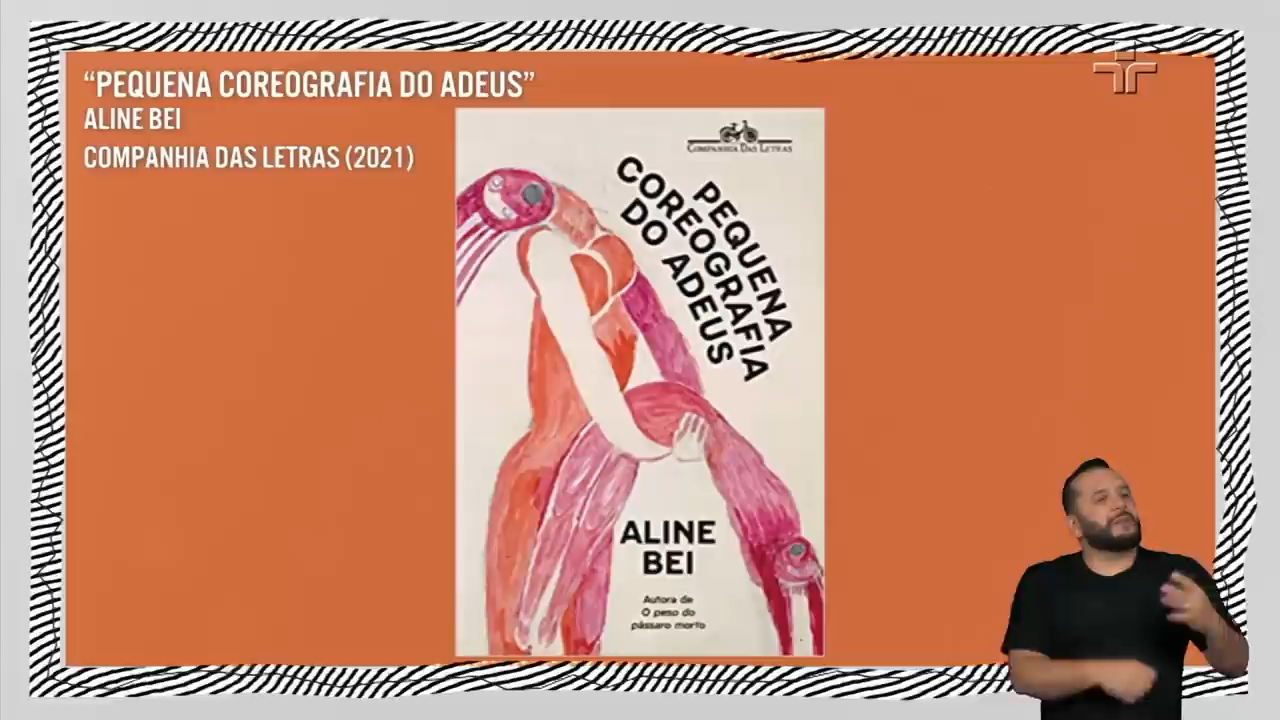 “PEQUENA COREOGRAFIA DO ADEUS”
ALINE BEI
COMPANHIA DAS LETRAS (2021)
COMPANHIA DAS LETRAS
PEQUENA
COREOGRAFIA
DO ADEUS
ALINE
BEI
Autora de
O peso do
pássaro morto